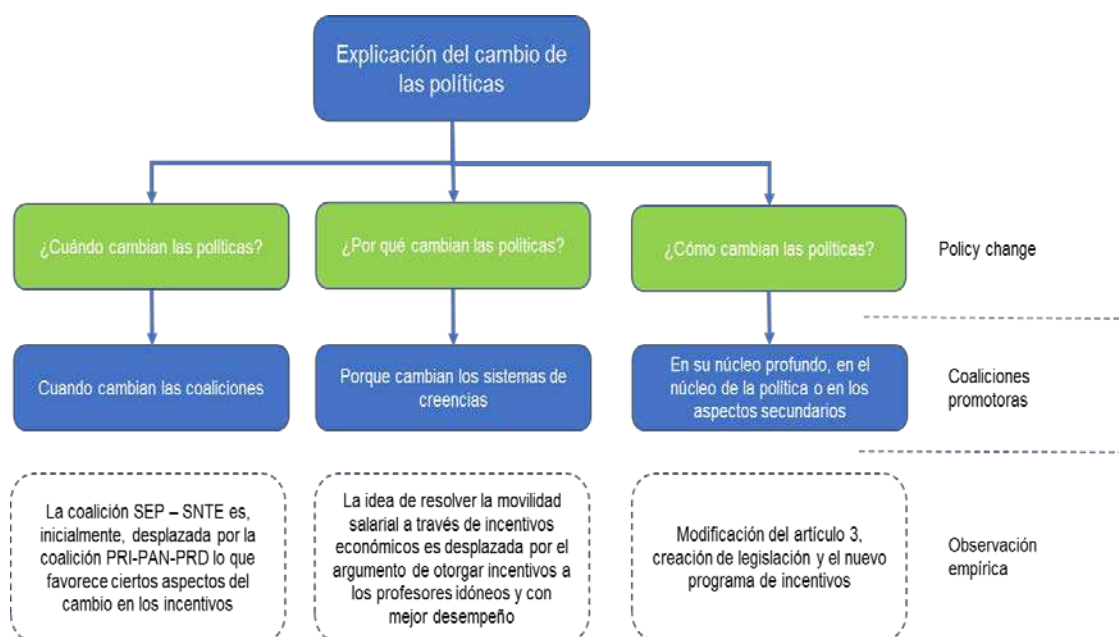 Explicación del cambio de
las políticas
¿Cuándo cambian las políticas?
¿Por qué cambian las políticas?
¿Cómo cambian las políticas?
Policy change
Cuando cambian las coaliciones
Porque cambian los sistemas de
creencias
En su núcleo profundo, en el
núcleo de la política o en los
aspectos secundarios
Coaliciones
promotoras
La coalición SEP – SNTE es,
inicialmente, desplazada por la
coalición PRI-PAN-PRD lo que
favorece ciertos aspectos del
cambio en los incentivos
La idea de resolver la movilidad
salarial a través de incentivos
económicos es desplazada por el
argumento de otorgar incentivos a
los profesores idóneos y con
mejor desempeño
Modificación del artículo 3,
creación de legislación y el nuevo
programa de incentivos
Observación
empírica